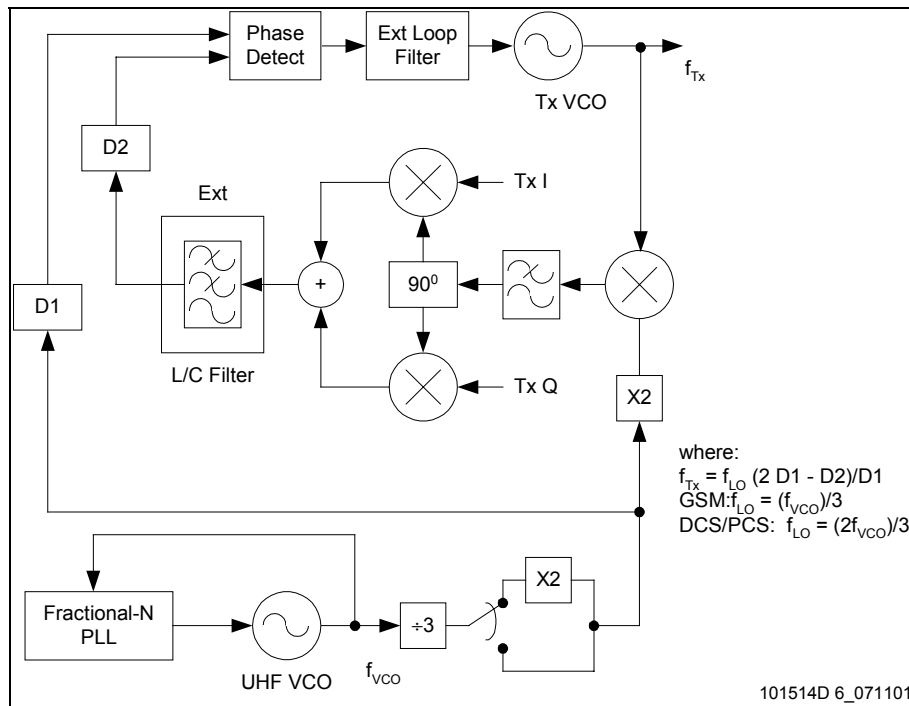 Phase
Detect
Ext Loop
Filter
Tx VCO
f_Tx
D2
Ext
L/C Filter
D1
+
90⁰
Tx I
Tx Q
X2
where:
f_Tx = f_LO (2 D1 - D2)/D1
GSM:f_LO = (f_VCO)/3
DCS/PCS: f_LO = (2f_VCO)/3
Fractional-N
PLL
UHF VCO
f_VCO
÷3
X2
101514D 6_071101